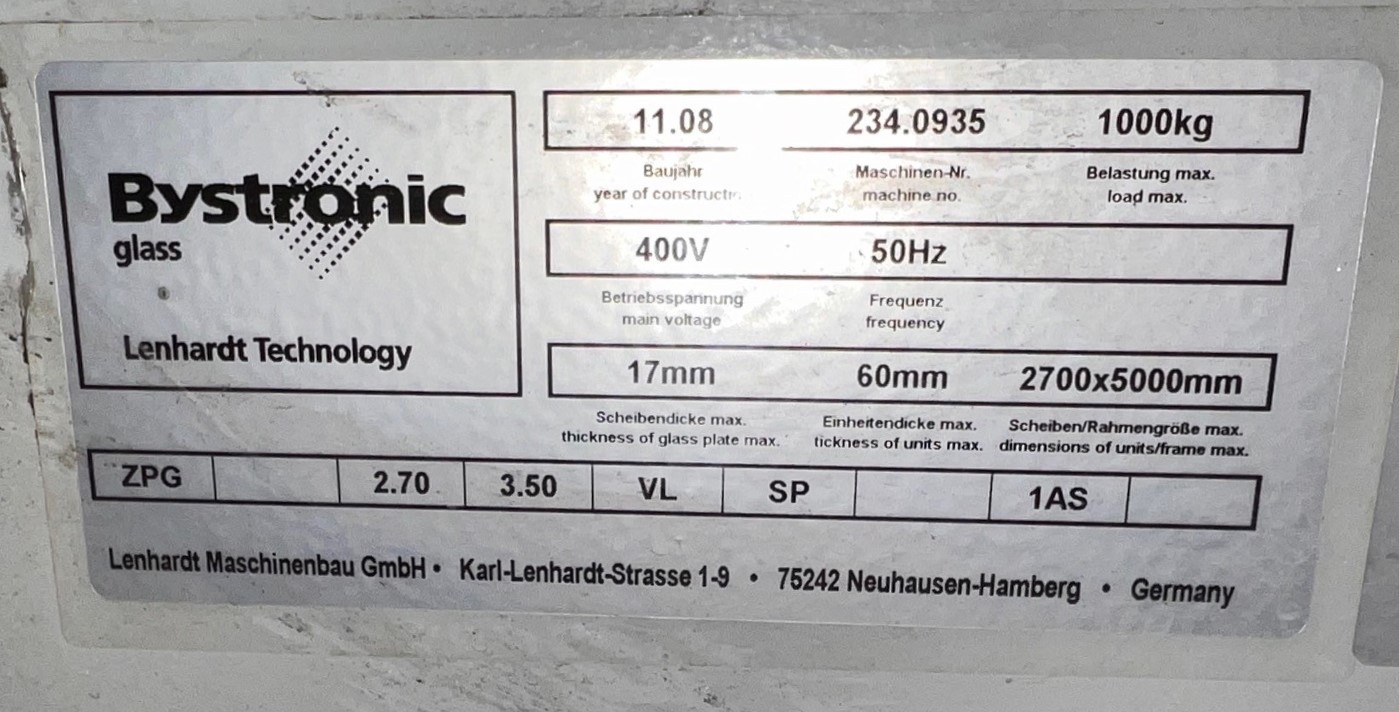 Bystronic
glass
Lenhardt Technology
11.08 234.0935 1000kg
Baujahr Maschinen-Nr. Belastung max.
year of constructi machine no. load max.
400V 50Hz
Betriebsspannung Frequenz
main voltage frequency
17mm 60mm 2700x5000mm
Scheibendicke max. Einheitendicke max. Scheiben/Rahmengröße max.
thickness of glass plate max. tickness of units max. dimensions of units/frame max.
ZPG 2.70 3.50 VL SP 1AS
Lenhardt Maschinenbau GmbH • Karl-Lenhardt-Strasse 1-9 • 75242 Neuhausen-Hamberg • Germany